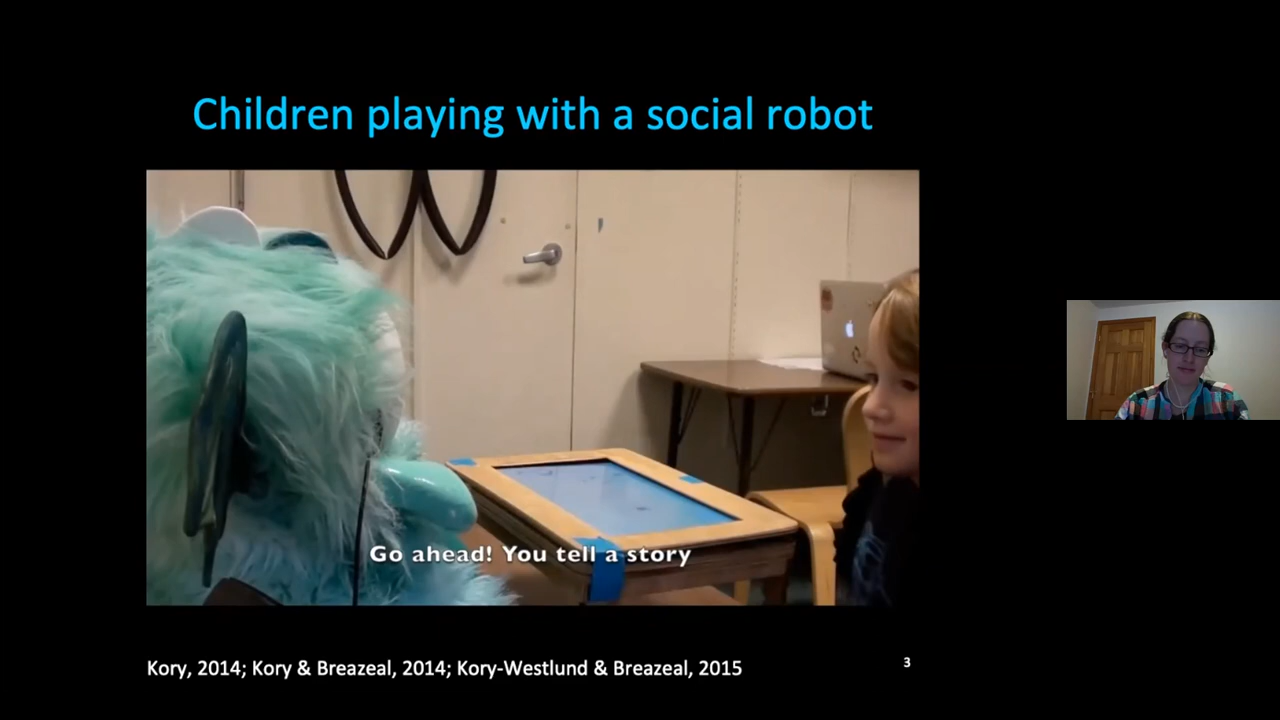 Children playing with a social robot
Go ahead! You tell a story
Kory, 2014; Kory & Breazeal, 2014; Kory-Westlund & Breazeal, 2015
3